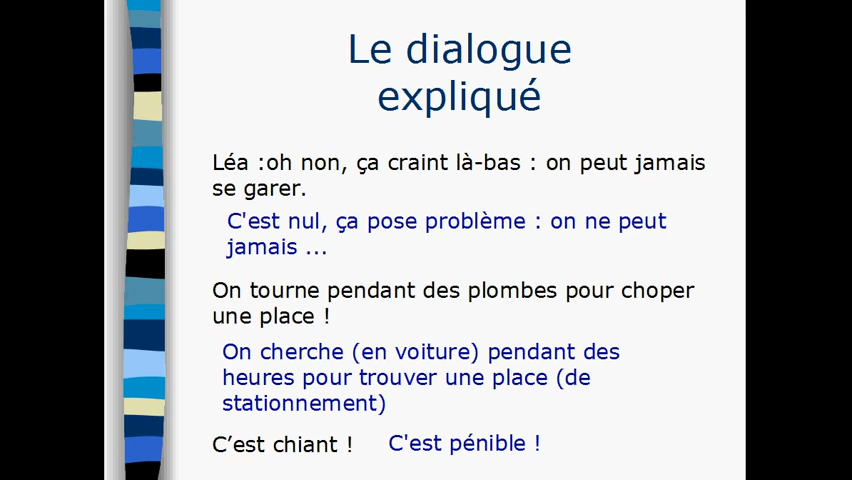 Le dialogue
expliqué
Léa :oh non, ça craint là-bas : on peut jamais
se garer.
C'est nul, ça pose problème : on ne peut
jamais ...
On tourne pendant des plombes pour choper
une place !
On cherche (en voiture) pendant des
heures pour trouver une place (de
stationnement)
C’est chiant ! C'est pénible !